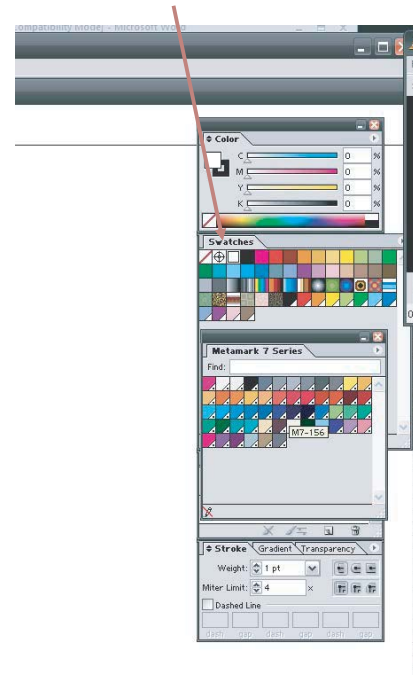 Compatibility Mode] - Microsoft Word
Color
C 0 %
M 0 %
Y 0 %
K 0 %
Swatches
Metamark 7 Series
Find:
M7-156
Stroke Gradient Transparency
Weight: 1 pt
Miter Limit: 4 ×
Dashed Line
dash gap dash gap dash gap